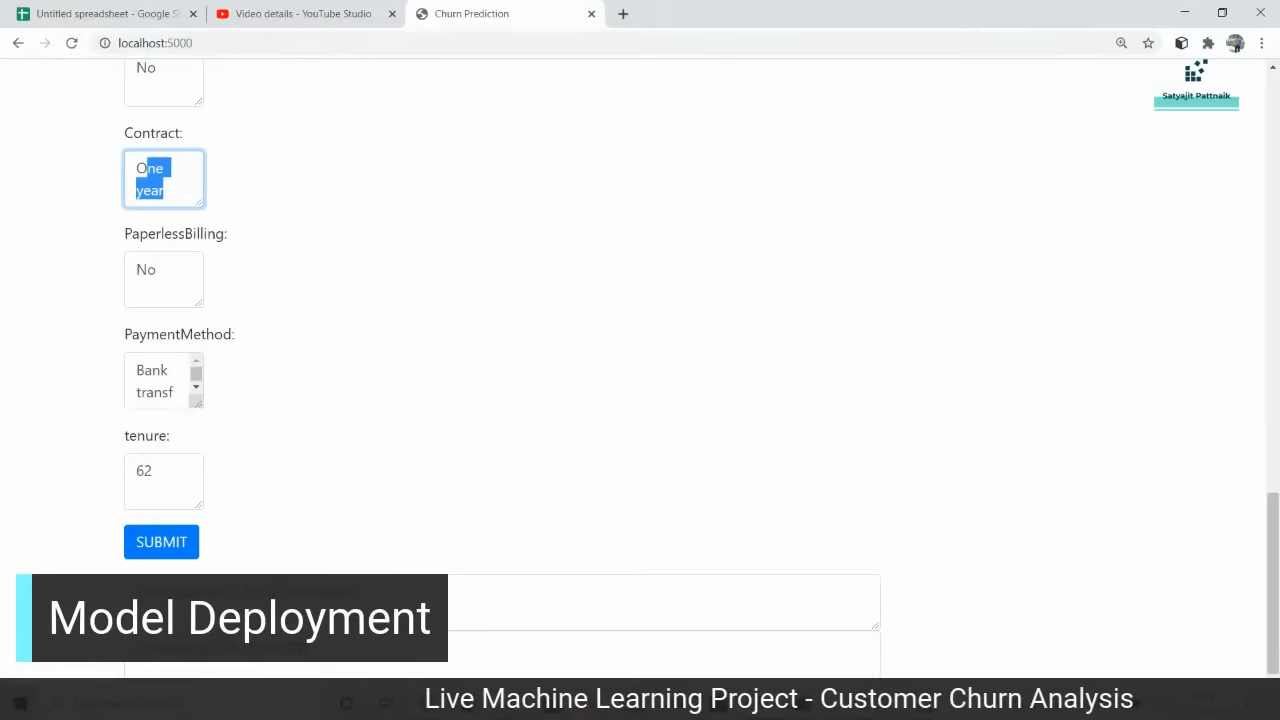 Untitled spreadsheet - Google S
Video details - YouTube Studio
Churn Prediction
localhost:5000
No
Satyajit Pattnaik
Contract:
One
year
PaperlessBilling:
No
PaymentMethod:
Bank
transf
tenure:
62
SUBMIT
Model Deployment
Live Machine Learning Project - Customer Churn Analysis